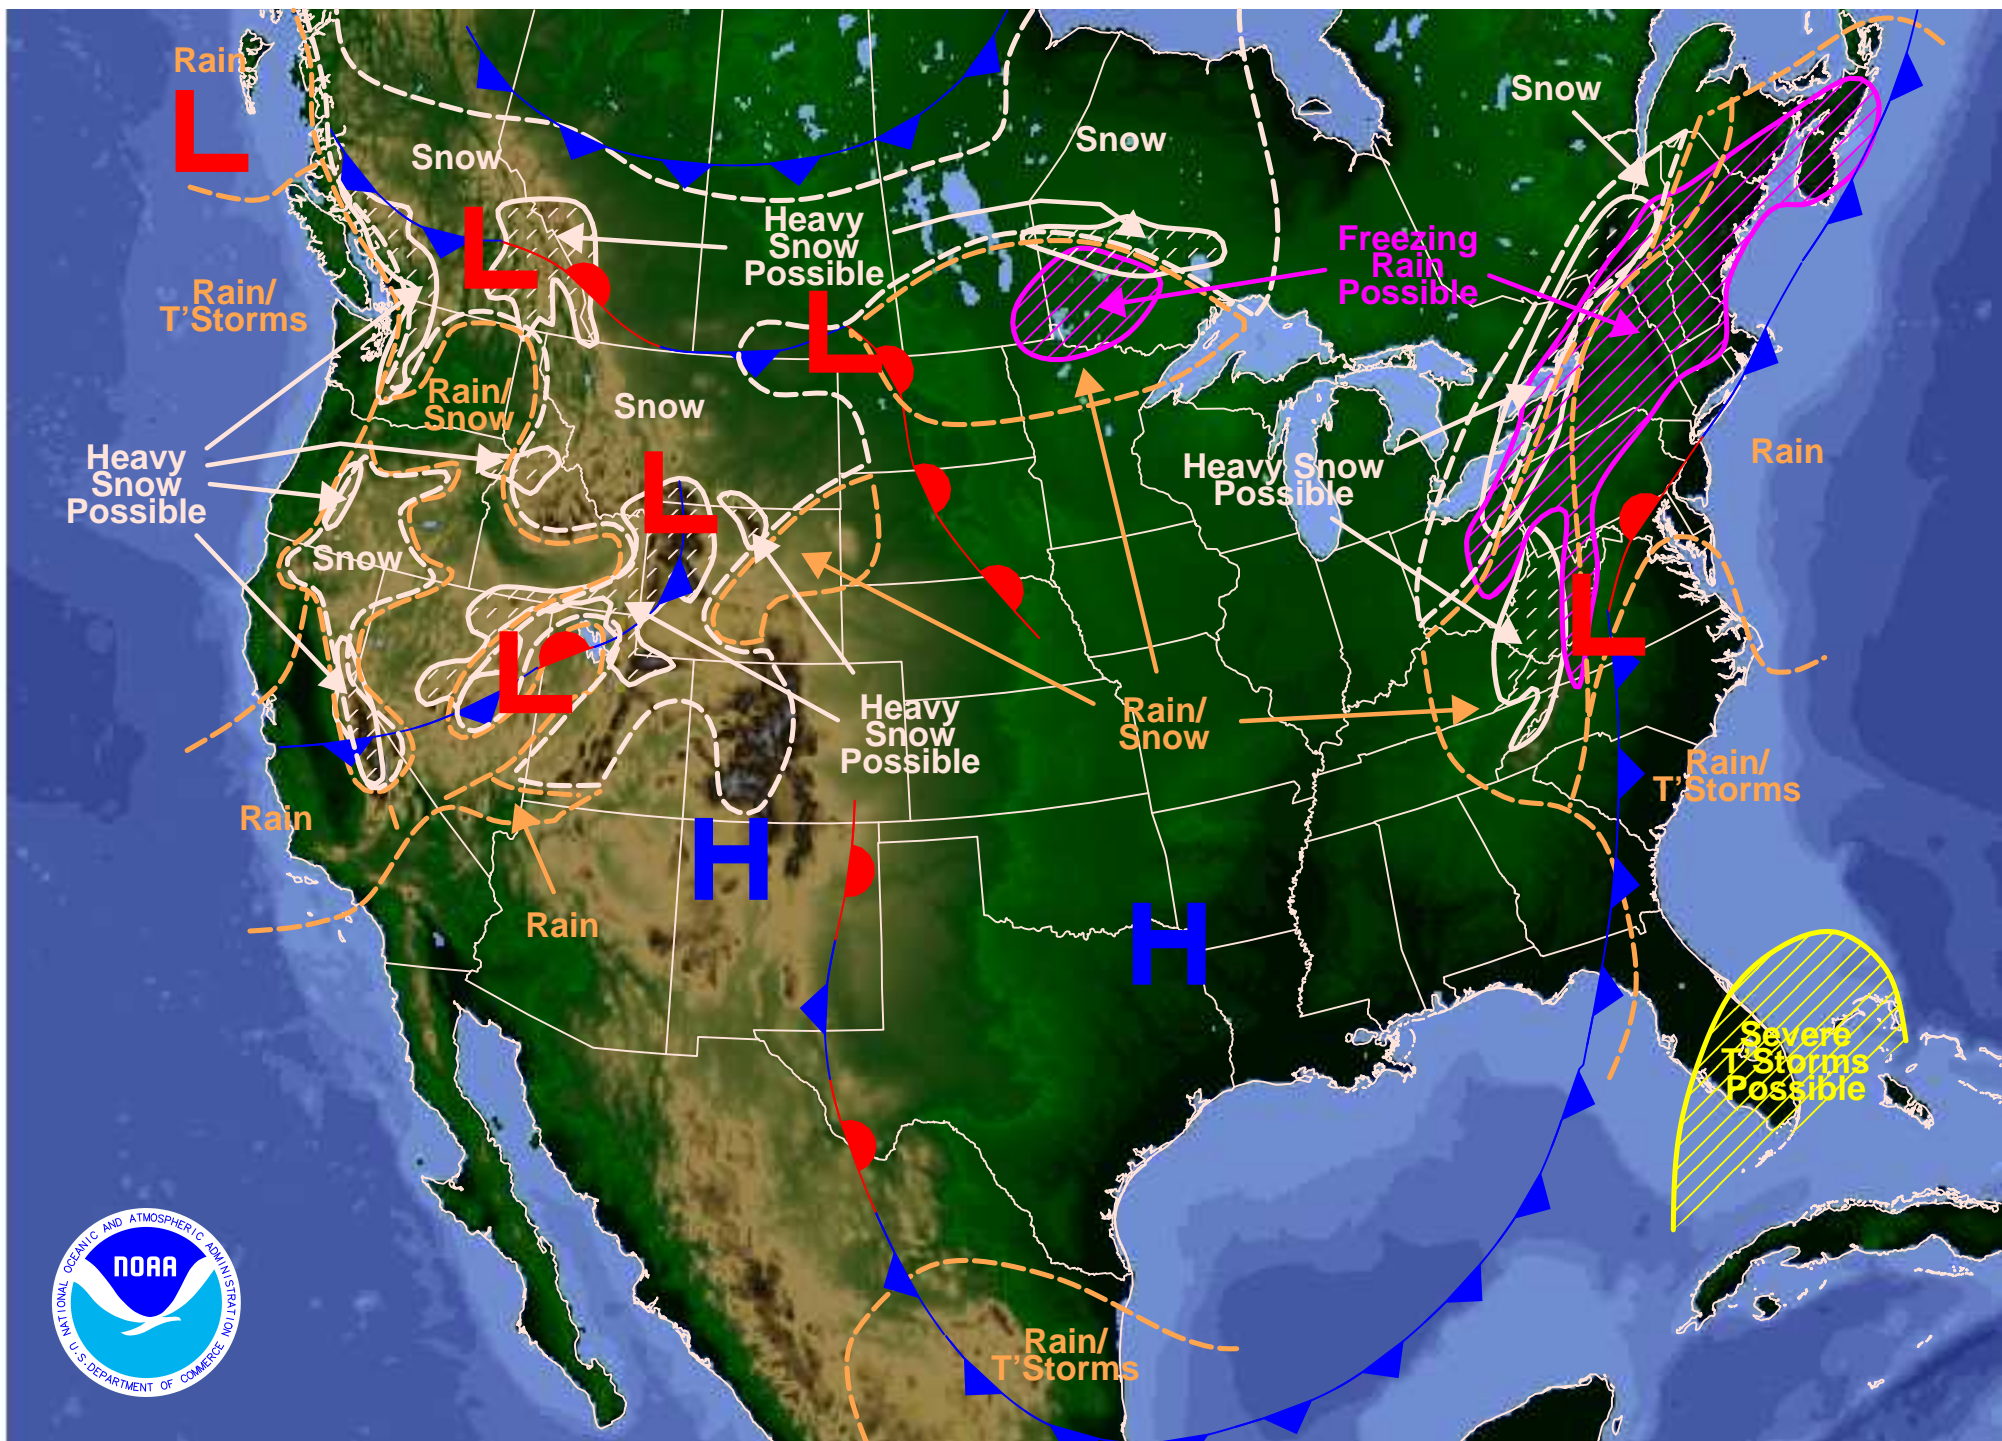 Rain
L
Snow
Snow
Snow
L
Heavy
Snow
Possible
Freezing
Rain
Possible
Rain/
T'Storms
L
Rain/
Snow
Snow
Heavy
Snow
Possible
L
Heavy Snow
Possible
Rain
Snow
L
L
Heavy
Snow
Possible
Rain/
Snow
Rain/
T'Storms
Rain
H
Rain
H
Severe
T'Storms
Possible
Rain/
T'Storms
NATIONAL OCEANIC AND ATMOSPHERIC ADMINISTRATION
NOAA
U.S. DEPARTMENT OF COMMERCE